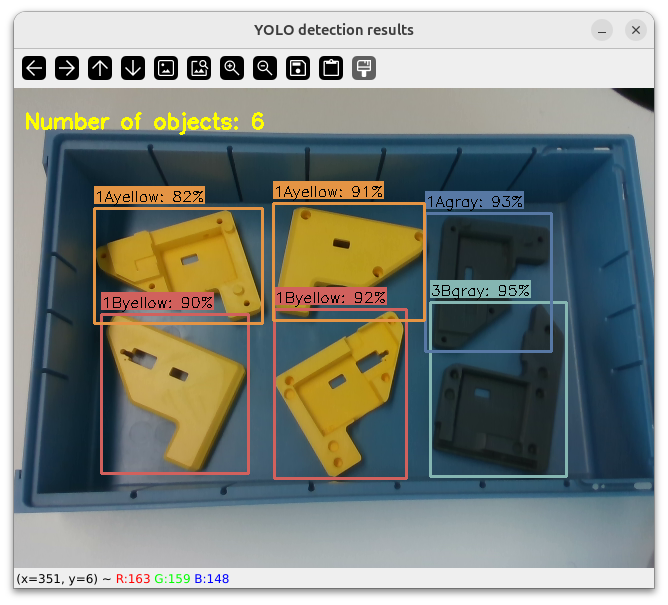 YOLO detection results
Number of objects: 6
1Ayellow: 82%
1Ayellow: 91%
1Agray: 93%
1Byellow: 90%
1Byellow: 92%
3Bgray: 95%
(x=351, y=6) ~ R:163 G:159 B:148